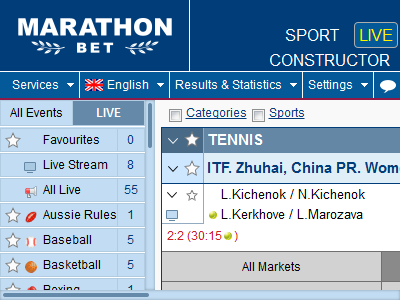 MARATHON
BET
SPORT LIVE
CONSTRUCTOR
Services English Results & Statistics Settings
All Events LIVE
Categories Sports
Favourites 0
Live Stream 8
All Live 55
Aussie Rules 1
Baseball 5
Basketball 5
Boxing 1
TENNIS
ITF. Zhuhai, China PR. Wom
L.Kichenok / N.Kichenok
L.Kerkhove / L.Marozava
2:2 (30:15)
All Markets